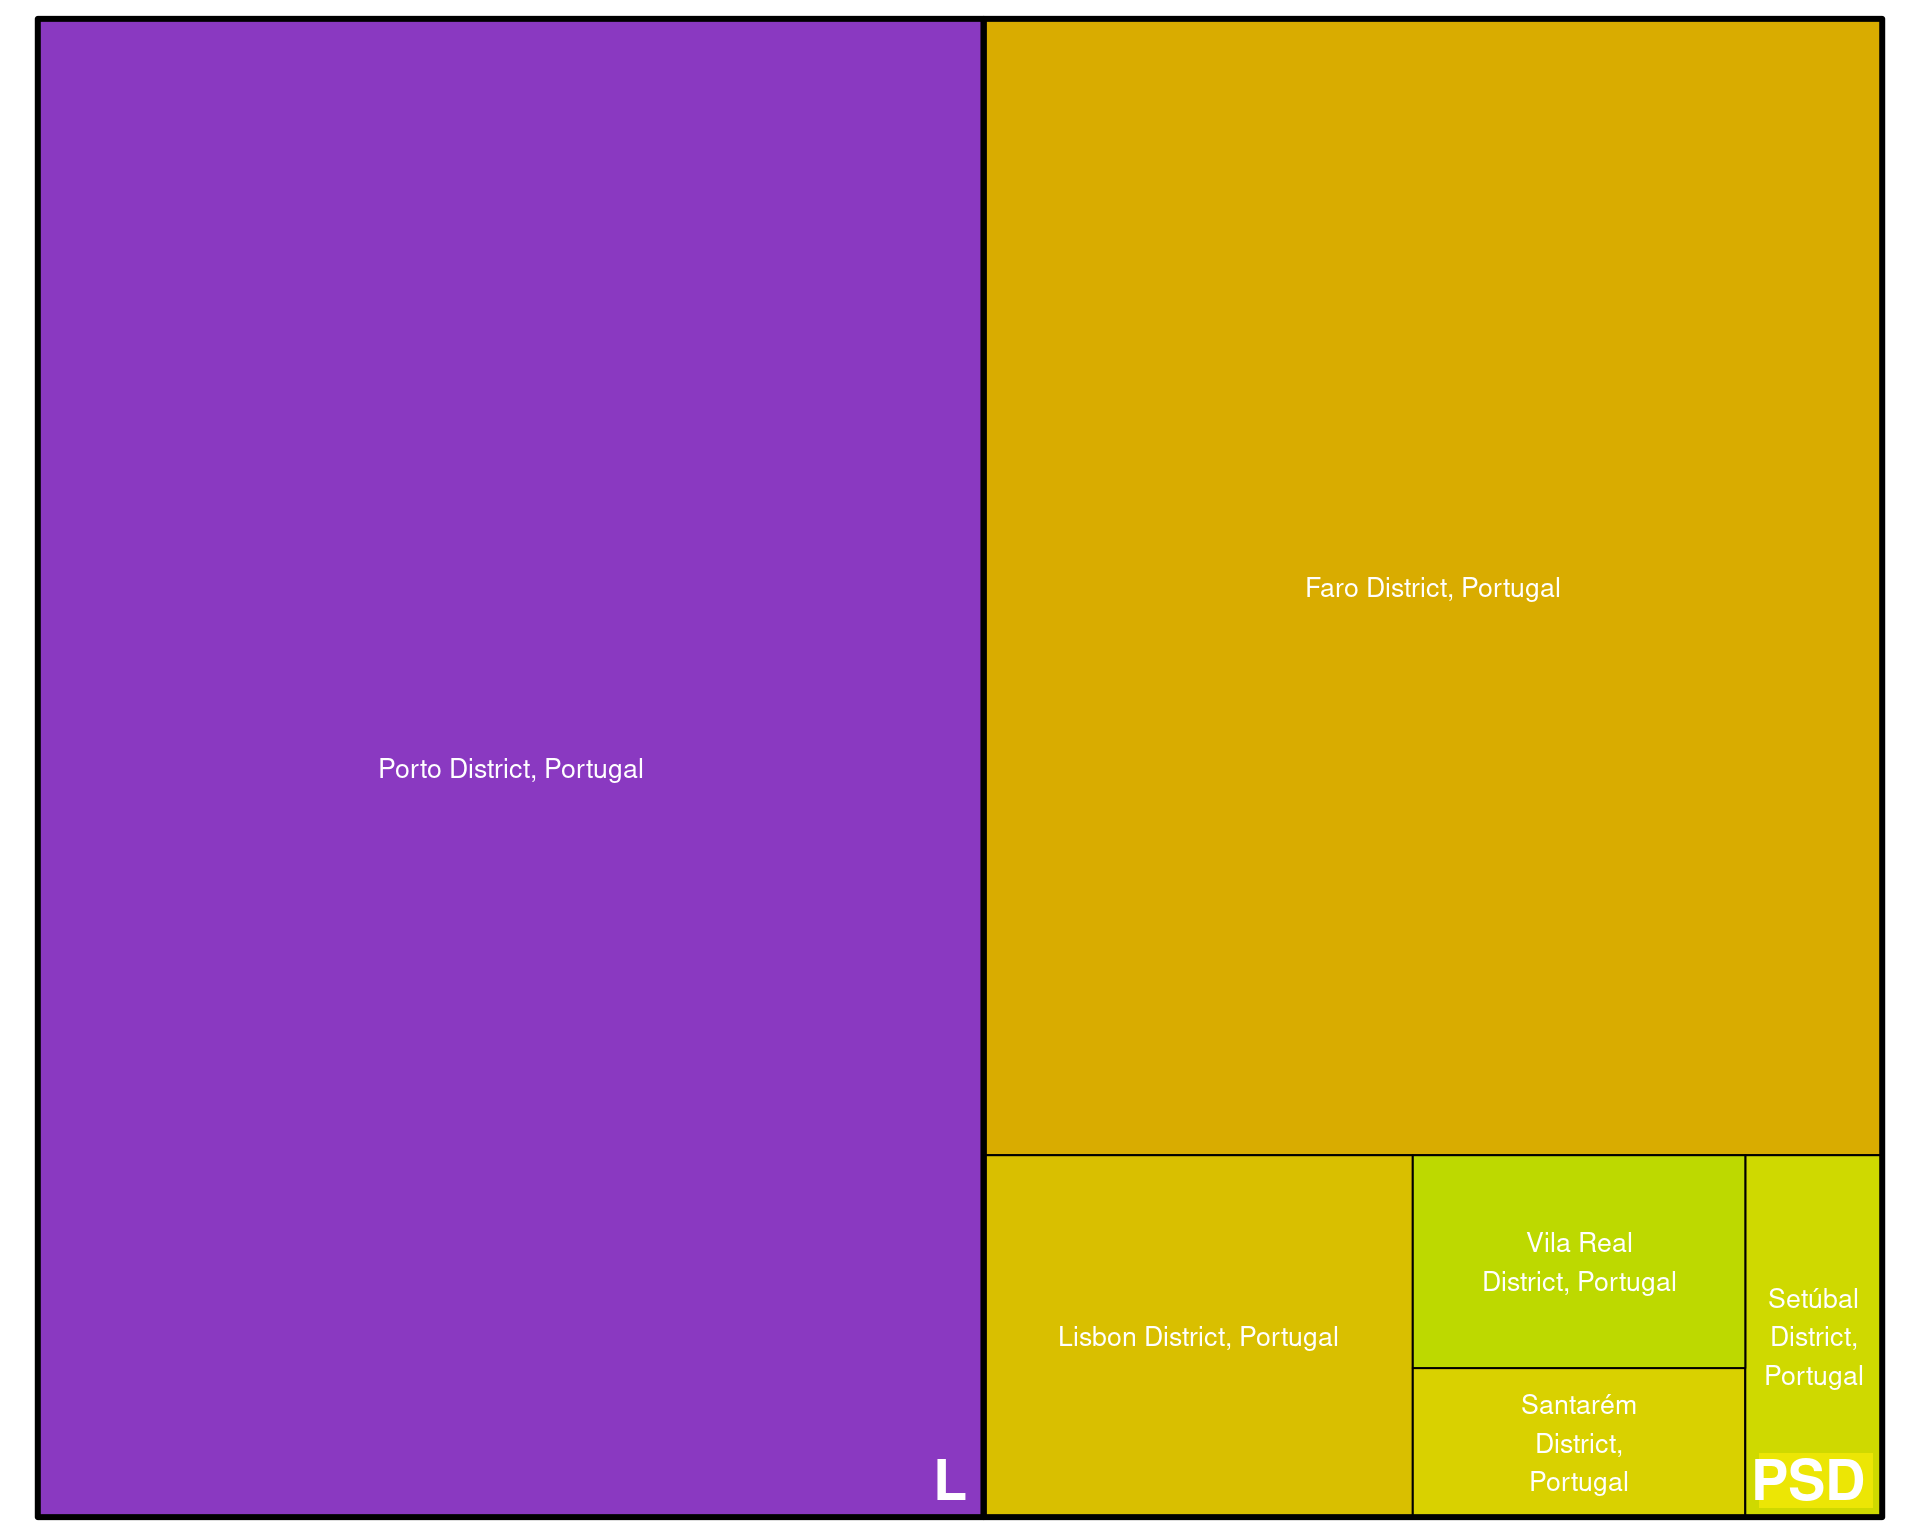 Porto District, Portugal
L
Faro District, Portugal
Lisbon District, Portugal
Vila Real
District, Portugal
Santarém
District,
Portugal
Setúbal
District,
Portugal
PSD